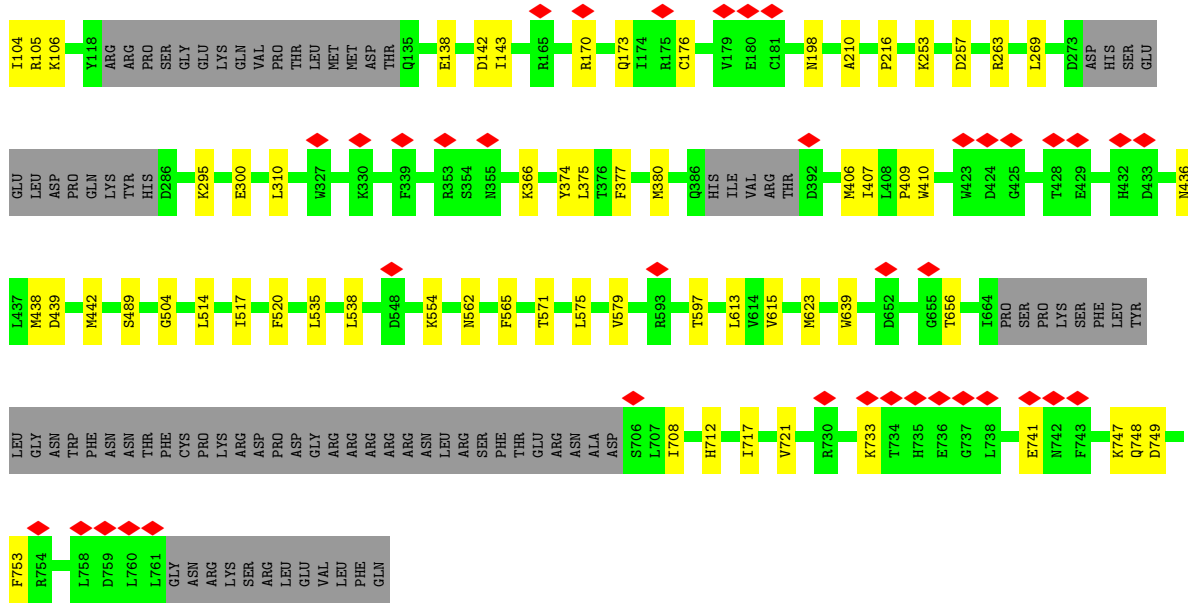 I104 R105 K106 Y118 ARG ARG PRO SER GLY GLU LYS GLN VAL PRO THR LEU MET MET ASP THR Q135 E138 D142 I143 R165 R170 Q173 I174 R175 C176 V179 E180 C181 N198 A210 P216 K253 D257 R263 L269 D273 ASP HIS SER GLU
GLU LEU ASP PRO GLN LYS TYR HIS D286 K295 E300 L310 W327 K330 F339 R353 S354 N355 K366 Y374 L375 T376 F377 M380 Q386 HIS ILE VAL ARG THR D392 M406 I407 L408 P409 W410 W423 D424 G425 T428 E429 H432 D433 N436
L437 M438 D439 M442 S489 G504 L514 I517 F520 L535 L538 D548 K554 N562 F565 T571 L575 V579 R593 T597 L613 V614 V615 M623 W639 D652 G655 T656 I664 PRO SER PRO LYS SER PHE LEU TYR
LEU GLY ASN TRP PHE ASN ASN THR PHE CYS PRO LYS ARG ASP PRO ASP GLY ARG ARG ARG ARG ARG ASN LEU ARG SER PHE THR GLU ARG ASN ALA ASP S706 L707 I708 H712 I717 V721 R730 K733 T734 H735 E736 G737 L738 E741 N742 F743 K747 Q748 D749
F753 R754 L758 D759 L760 L761 GLY ASN ARG LYS SER ARG LEU GLU VAL LEU PHE GLN